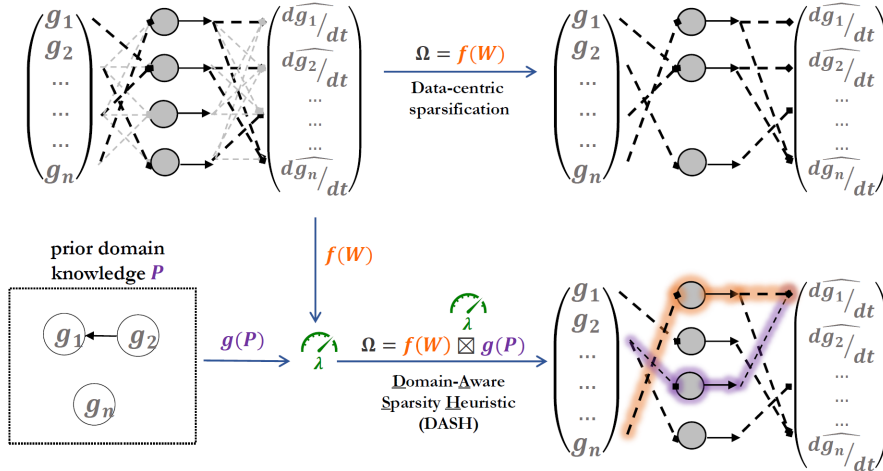 g₁
g₂
...
...
gₙ
dg₁^/dt
dg₂^/dt
...
...
...
dgₙ^/dt
Ω = f(W)
Data-centric
sparsification
g₁
g₂
...
...
gₙ
dg₁^/dt
dg₂^/dt
...
...
...
dgₙ^/dt
f(W)
prior domain
knowledge P
g₁
g₂
gₙ
g(P)
λ
λ
Ω = f(W) ⊠ g(P)
Domain-Aware
Sparsity Heuristic
(DASH)
g₁
g₂
...
...
gₙ
dg₁^/dt
dg₂^/dt
...
...
...
dgₙ^/dt